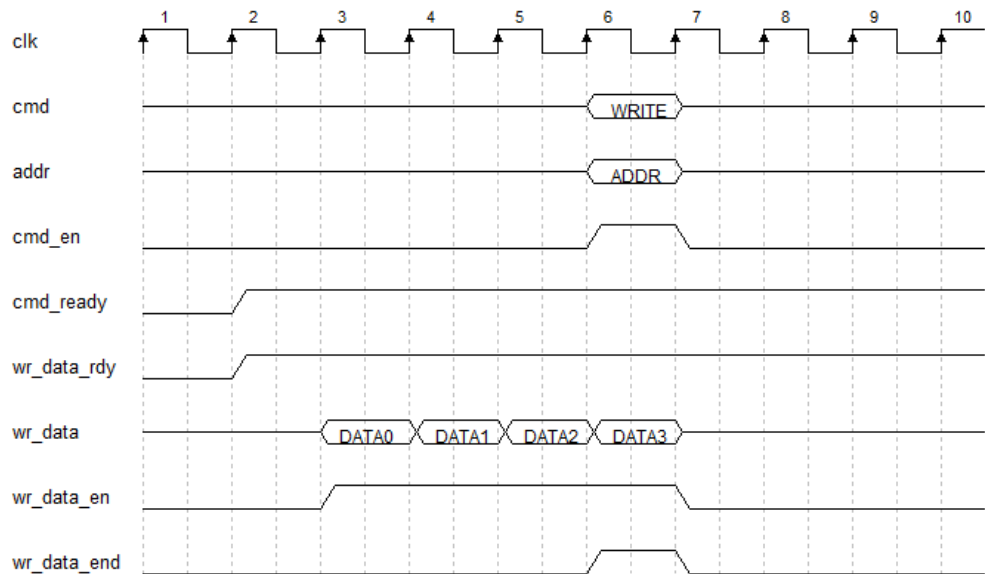 1 2 3 4 5 6 7 8 9 10
clk
cmd WRITE
addr ADDR
cmd_en
cmd_ready
wr_data_rdy
wr_data DATA0 DATA1 DATA2 DATA3
wr_data_en
wr_data_end